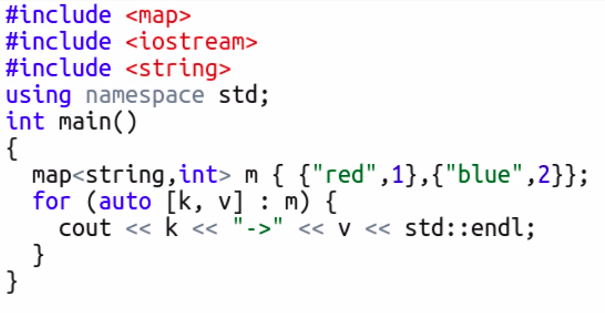 #include <map>
#include <iostream>
#include <string>
using namespace std;
int main()
{
  map<string,int> m { {"red",1},{"blue",2}};
  for (auto [k, v] : m) {
    cout << k << "->" << v << std::endl;
  }
}